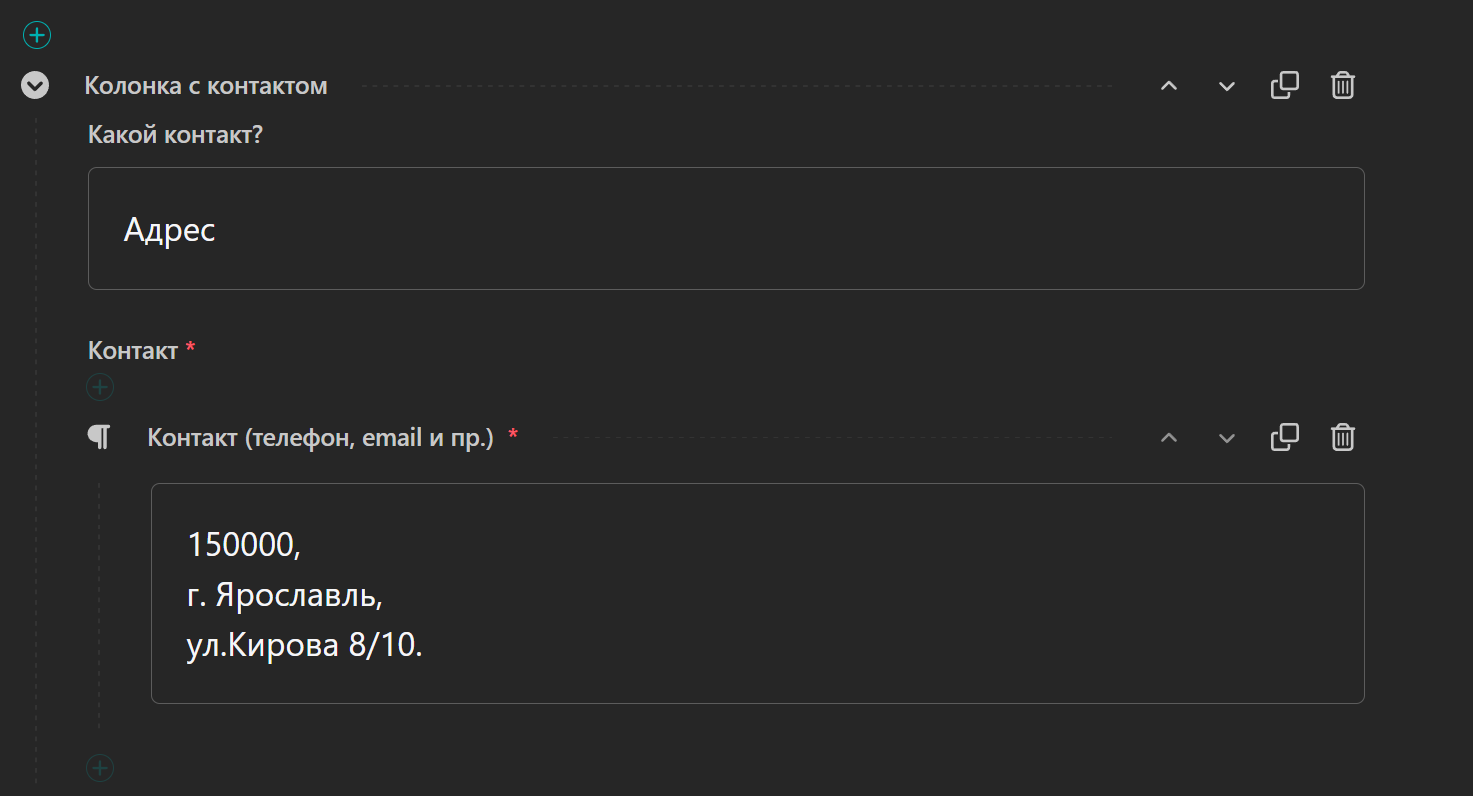 Колонка с контактом
Какой контакт?
Адрес
Контакт *
Контакт (телефон, email и пр.) *
150000,
г. Ярославль,
ул.Кирова 8/10.